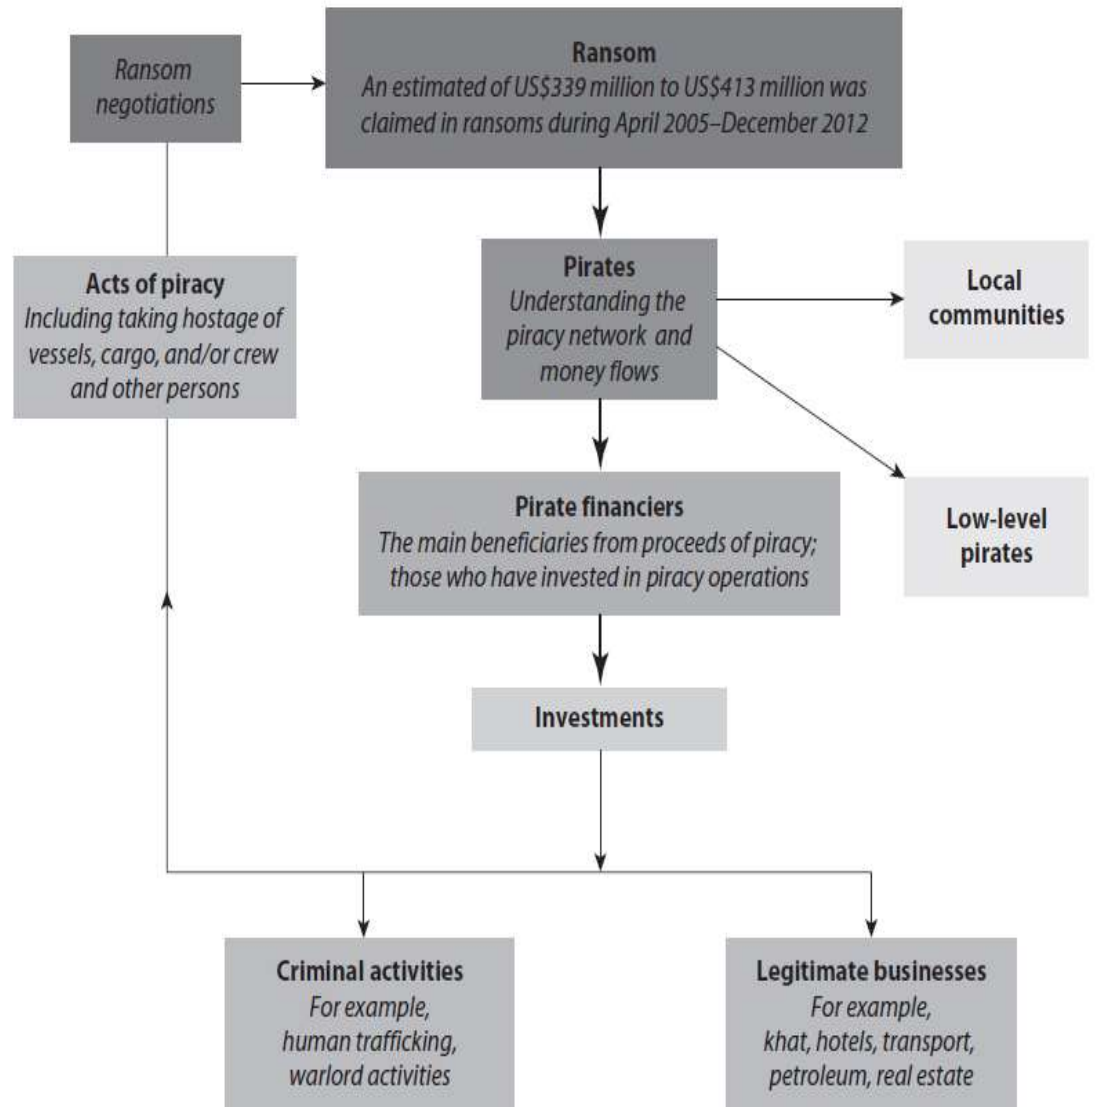 Ransom
negotiations
Ransom
An estimated of US$339 million to US$413 million was
claimed in ransoms during April 2005–December 2012
Acts of piracy
Including taking hostage of
vessels, cargo, and/or crew
and other persons
Pirates
Understanding the
piracy network and
money flows
Local
communities
Low-level
pirates
Pirate financiers
The main beneficiaries from proceeds of piracy;
those who have invested in piracy operations
Investments
Criminal activities
For example,
human trafficking,
warlord activities
Legitimate businesses
For example,
khat, hotels, transport,
petroleum, real estate